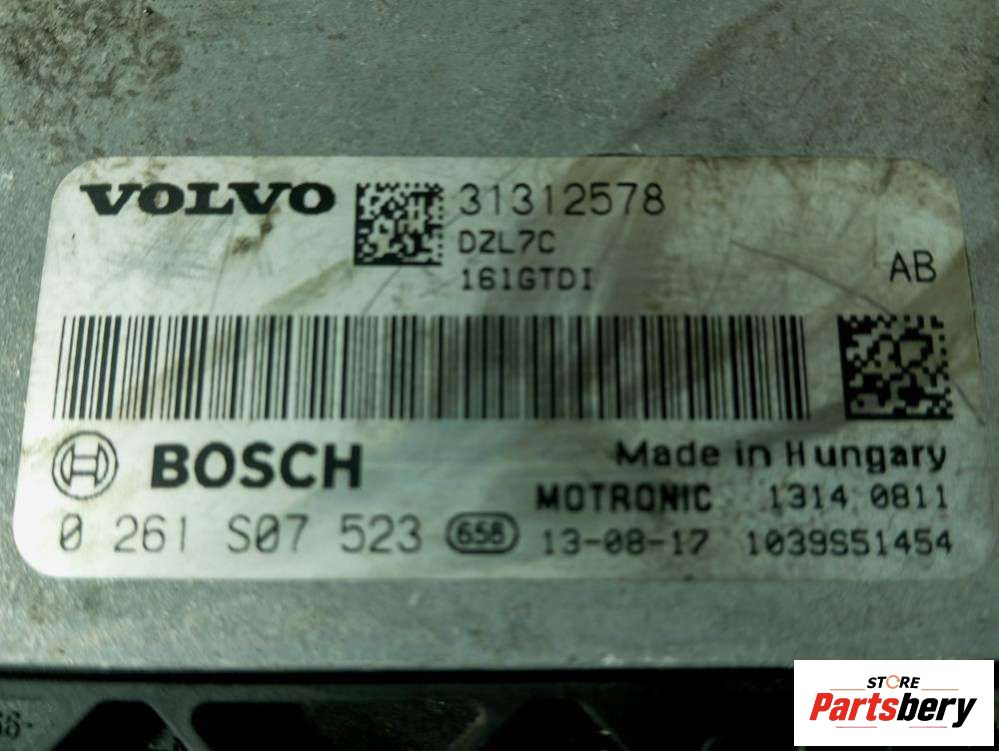 VOLVO 31312578
DZL7C
161GTDI
AB
BOSCH Made in Hungary
MOTRONIC 1314 0811
0 261 S07 523 658 13-08-17 1039S51454
STORE
Partsbery